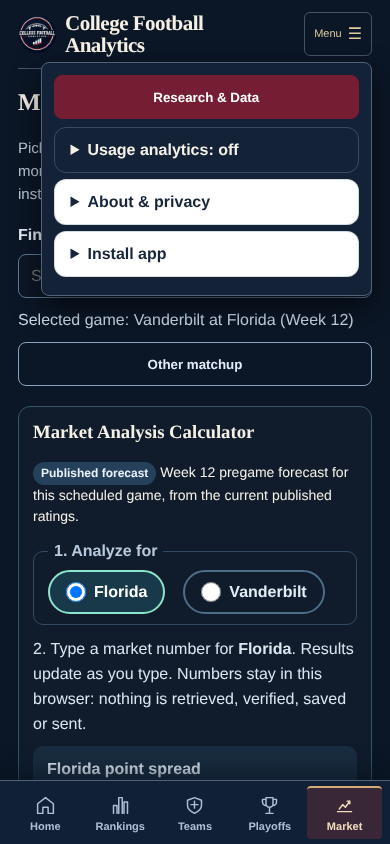 College Football
Analytics
Menu
M
Research & Data
Pick
Usage analytics: off
mor
About & privacy
inst
Fin
Install app
S
Selected game: Vanderbilt at Florida (Week 12)
Other matchup
Market Analysis Calculator
Published forecast Week 12 pregame forecast for
this scheduled game, from the current published
ratings.
1. Analyze for
Florida
Vanderbilt
2. Type a market number for Florida. Results
update as you type. Numbers stay in this
browser: nothing is retrieved, verified, saved
or sent.
Florida point spread
Home
Rankings
Teams
Playoffs
Market